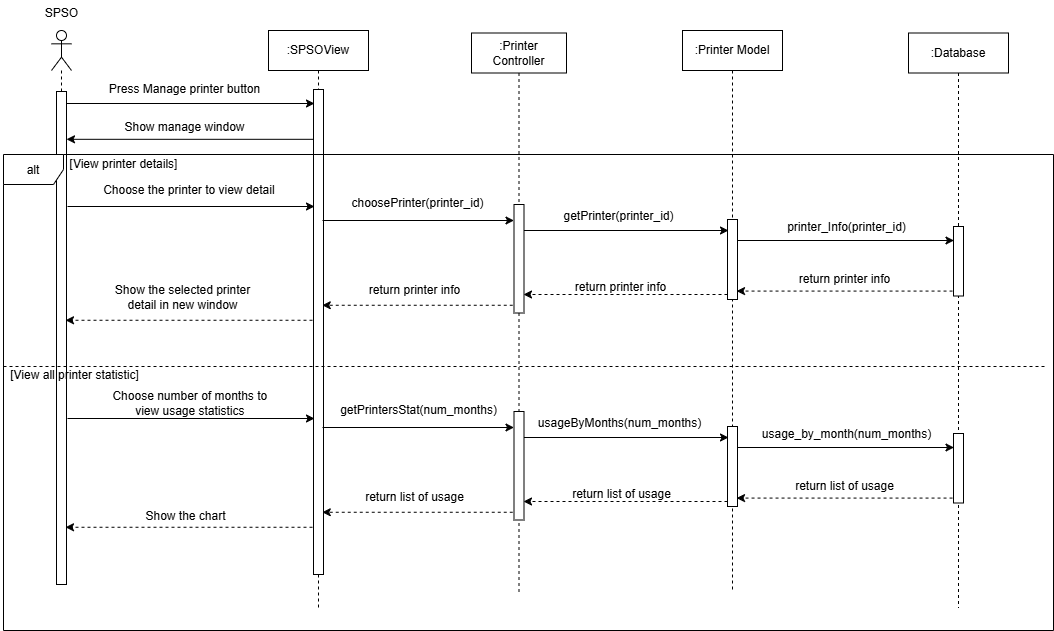 SPSO
:SPSOView
:Printer
Controller
:Printer Model
:Database
Press Manage printer button
Show manage window
alt
[View printer details]
Choose the printer to view detail
choosePrinter(printer_id)
getPrinter(printer_id)
printer_Info(printer_id)
return printer info
return printer info
return printer info
Show the selected printer
detail in new window
[View all printer statistic]
Choose number of months to
view usage statistics
getPrintersStat(num_months)
usageByMonths(num_months)
usage_by_month(num_months)
return list of usage
return list of usage
return list of usage
Show the chart